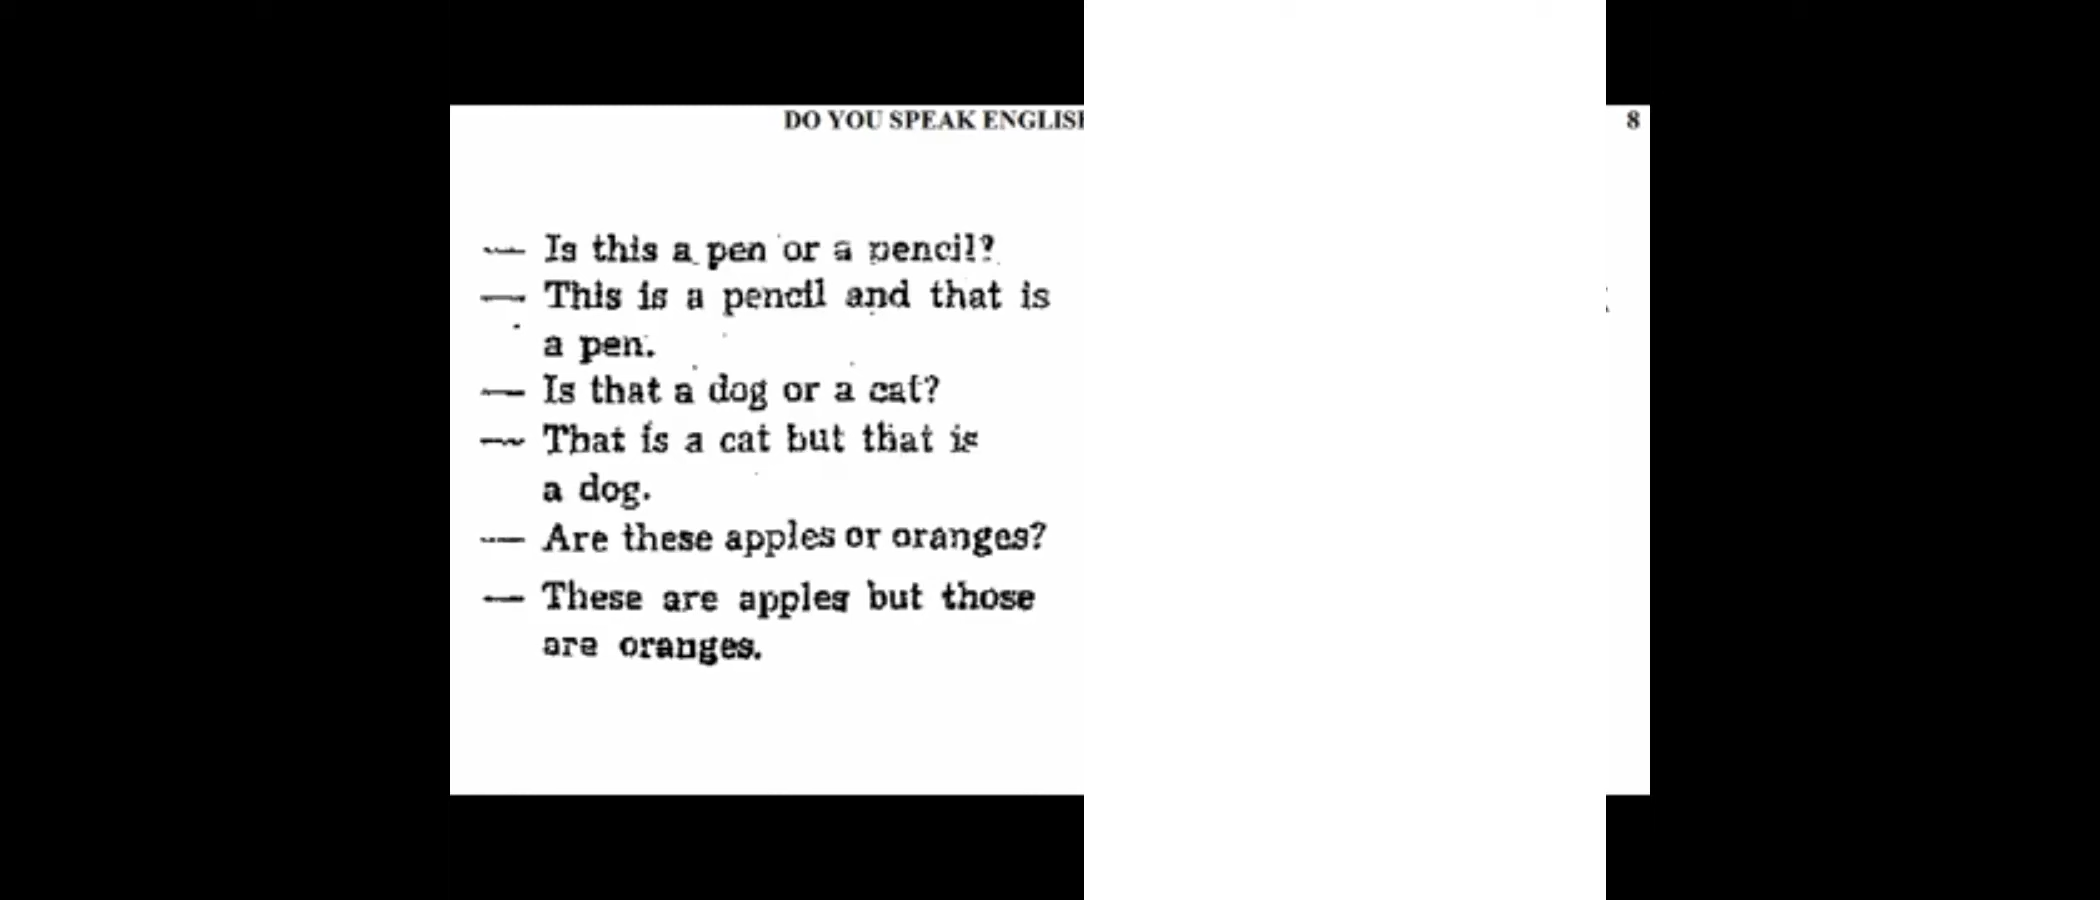 DO YOU SPEAK ENGLISH
8
— Is this a pen or a pencil?
— This is a pencil and that is
a pen.
— Is that a dog or a cat?
— That is a cat but that is
a dog.
— Are these apples or oranges?
— These are apples but those
are oranges.